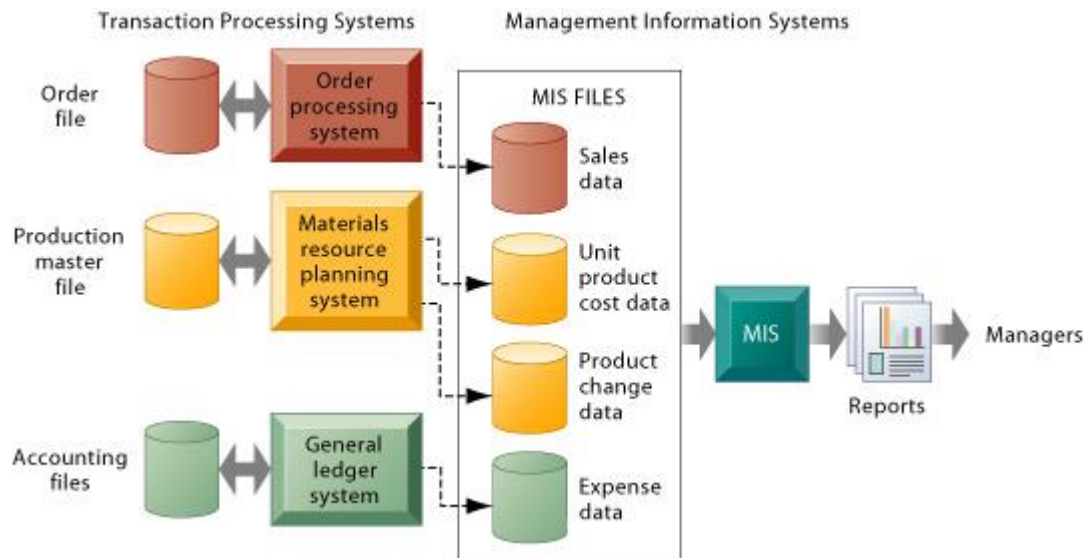 Transaction Processing Systems
Management Information Systems
Order
file
Order
processing
system
MIS FILES
Sales
data
Production
master
file
Materials
resource
planning
system
Unit
product
cost data
Product
change
data
MIS
Reports
Managers
Accounting
files
General
ledger
system
Expense
data